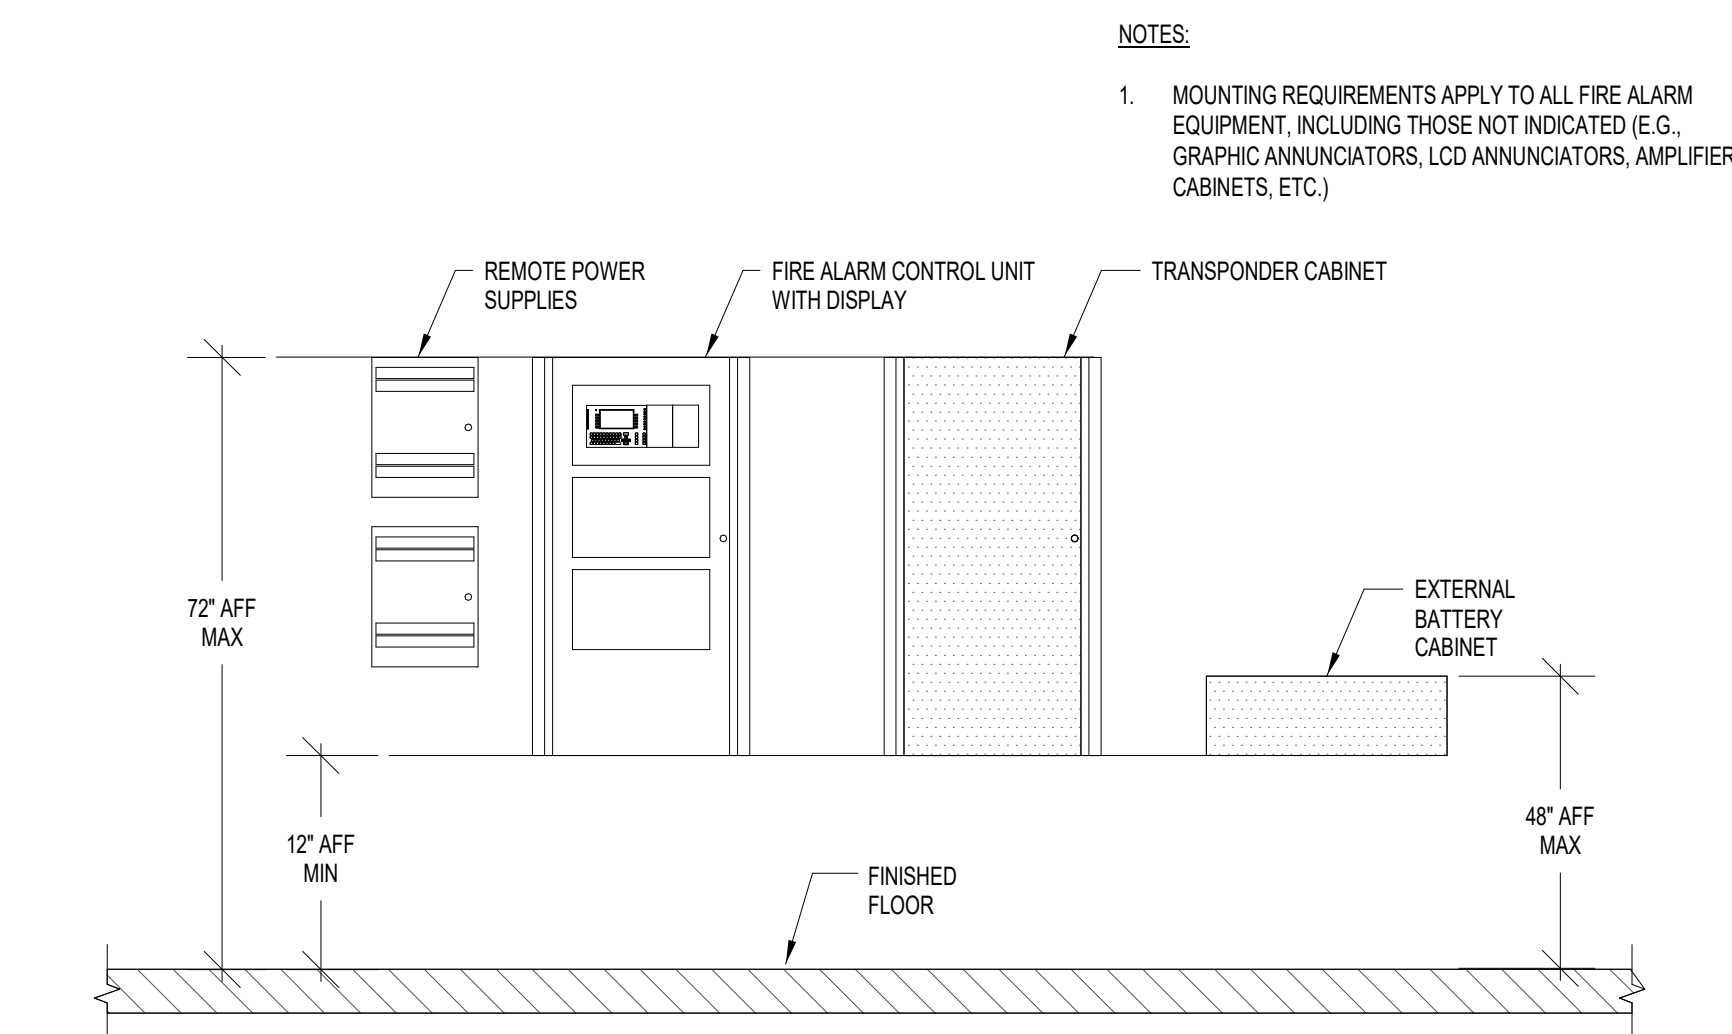 NOTES:
1. MOUNTING REQUIREMENTS APPLY TO ALL FIRE ALARM
EQUIPMENT, INCLUDING THOSE NOT INDICATED (E.G.,
GRAPHIC ANNUNCIATORS, LCD ANNUNCIATORS, AMPLIFIER
CABINETS, ETC.)
REMOTE POWER
SUPPLIES
FIRE ALARM CONTROL UNIT
WITH DISPLAY
TRANSPONDER CABINET
72" AFF
MAX
EXTERNAL
BATTERY
CABINET
12" AFF
MIN
48" AFF
MAX
FINISHED
FLOOR